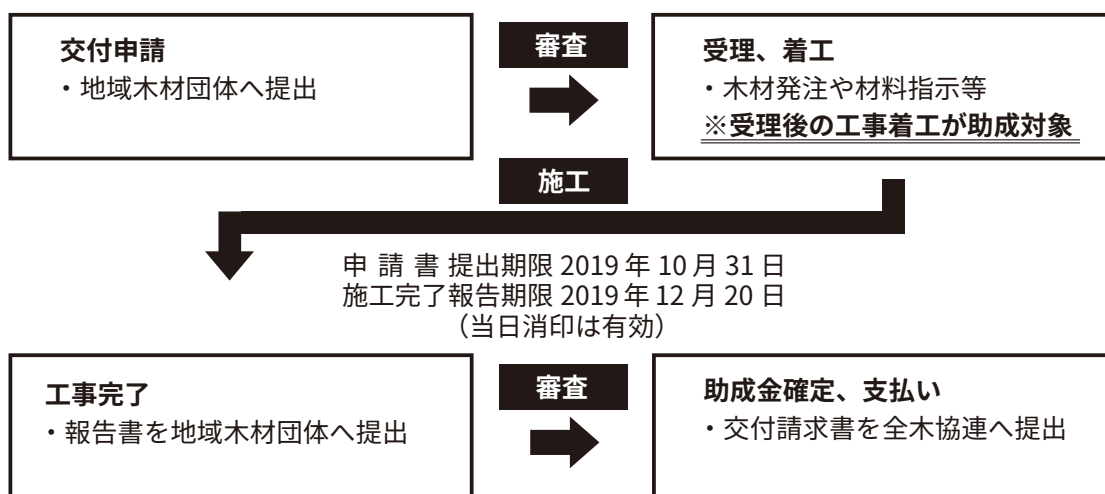 交付申請
・地域木材団体へ提出
審査
受理、着工
・木材発注や材料指示等
※受理後の工事着工が助成対象
施工
申 請 書 提出期限 2019 年 10 月 31 日
施工完了報告期限 2019 年 12 月 20 日
（当日消印は有効）
工事完了
・報告書を地域木材団体へ提出
審査
助成金確定、支払い
・交付請求書を全木協連へ提出